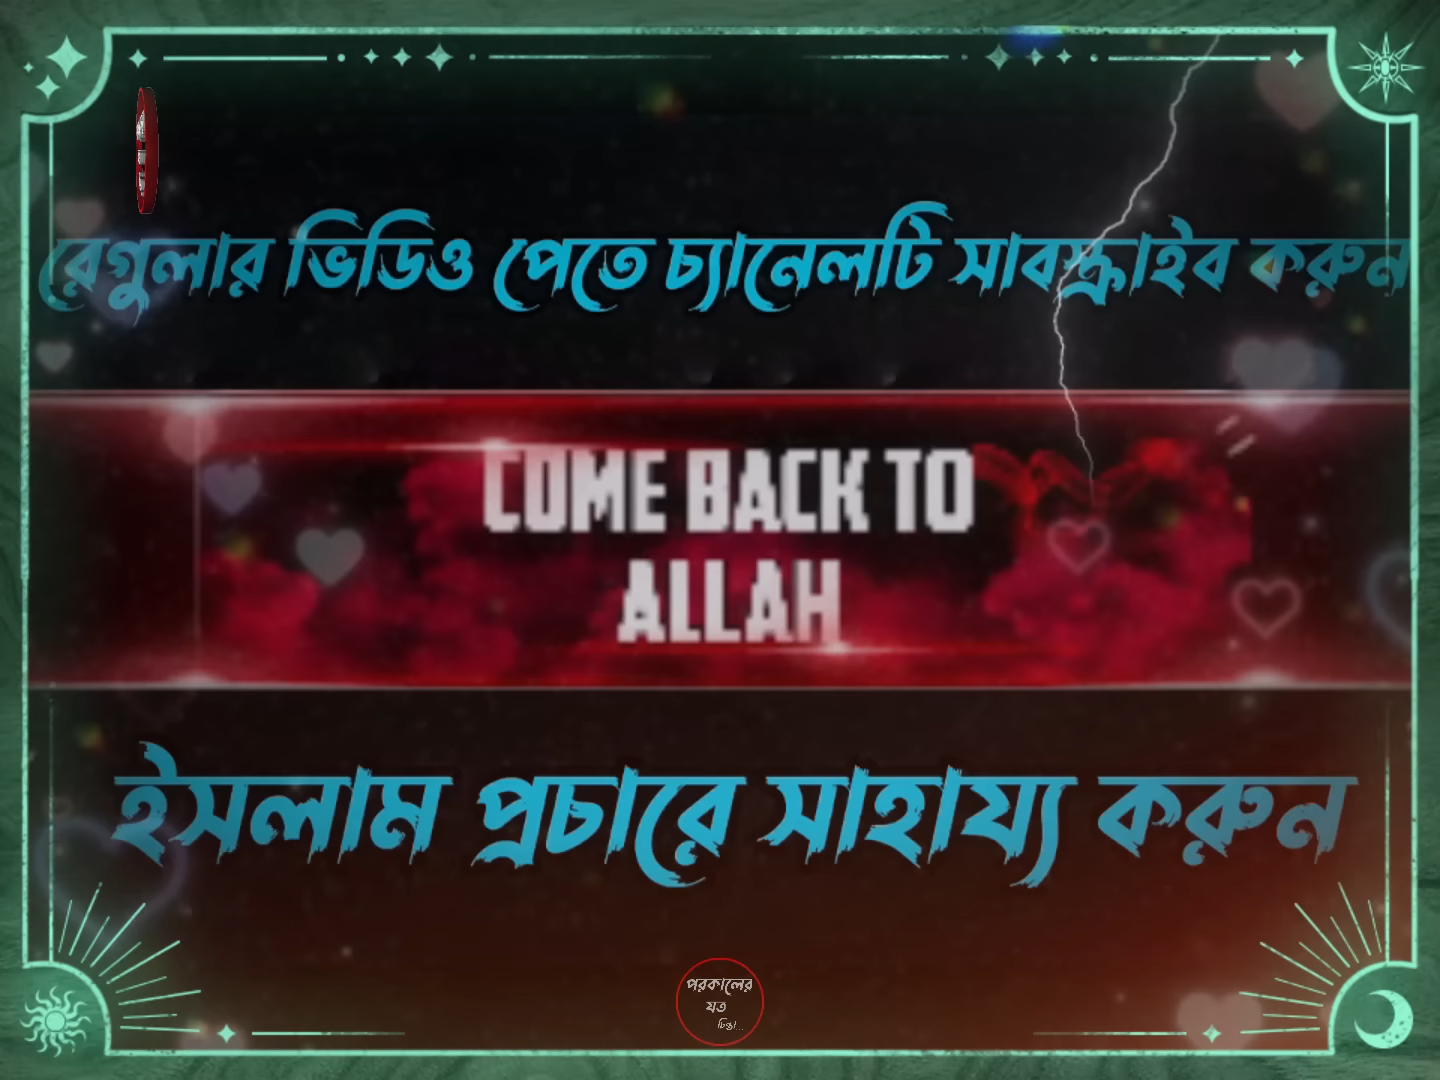 রেগুলার ভিডিও পেতে চ্যানেলটি সাবস্ক্রাইব করুন
COME BACK TO
ALLAH
ইসলাম প্রচারে সাহায্য করুন
পরকালের
যত
চিন্তা...